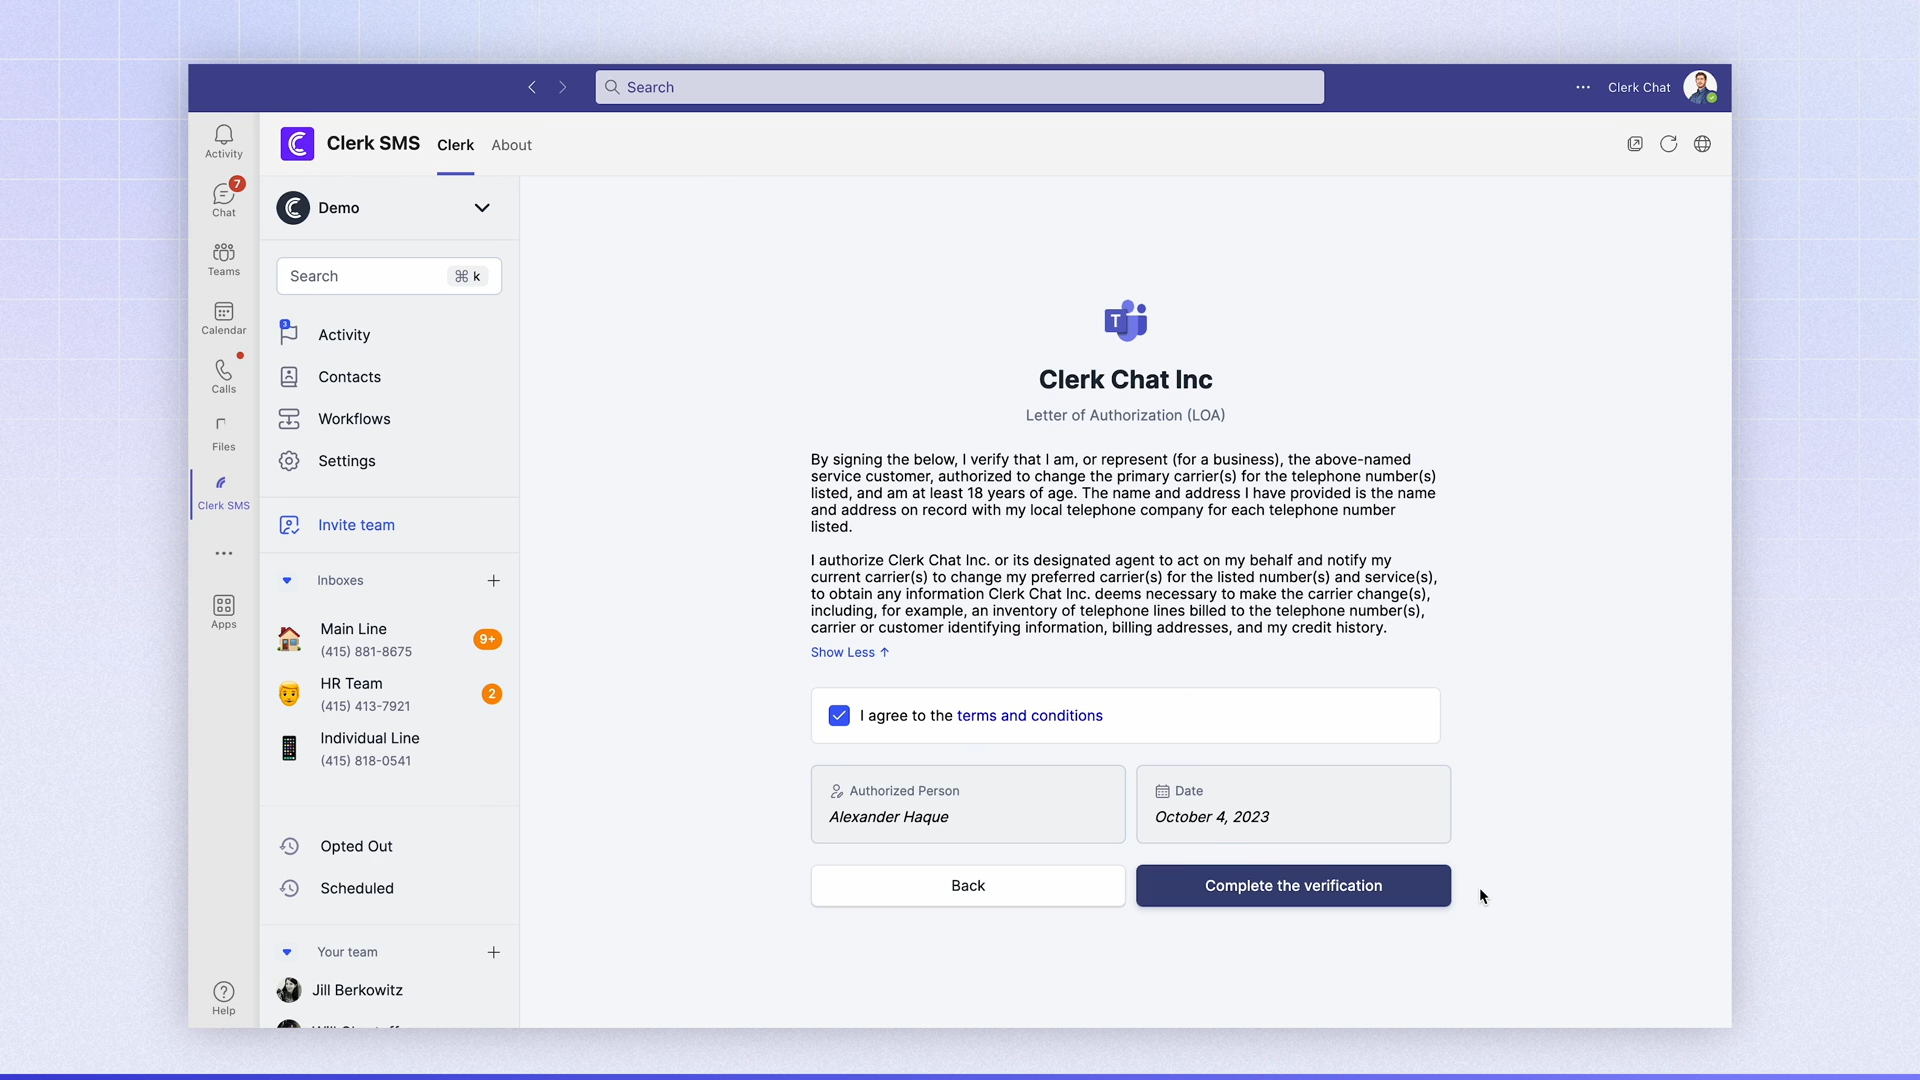 Search
Clerk Chat
Activity
7
Chat
Teams
Calendar
Calls
Files
Clerk SMS
Apps
Help
Clerk SMS
Clerk
About
Demo
Search
⌘ k
3
Activity
Contacts
Workflows
Settings
Invite team
Inboxes
Main Line
(415) 881-8675
9+
HR Team
(415) 413-7921
2
Individual Line
(415) 818-0541
Opted Out
Scheduled
Your team
Jill Berkowitz
T
Clerk Chat Inc
Letter of Authorization (LOA)
By signing the below, I verify that I am, or represent (for a business), the above-named
service customer, authorized to change the primary carrier(s) for the telephone number(s)
listed, and am at least 18 years of age. The name and address I have provided is the name
and address on record with my local telephone company for each telephone number
listed.
I authorize Clerk Chat Inc. or its designated agent to act on my behalf and notify my
current carrier(s) to change my preferred carrier(s) for the listed number(s) and service(s),
to obtain any information Clerk Chat Inc. deems necessary to make the carrier change(s),
including, for example, an inventory of telephone lines billed to the telephone number(s),
carrier or customer identifying information, billing addresses, and my credit history.
Show Less ↑
I agree to the terms and conditions
Authorized Person
Alexander Haque
Date
October 4, 2023
Back
Complete the verification